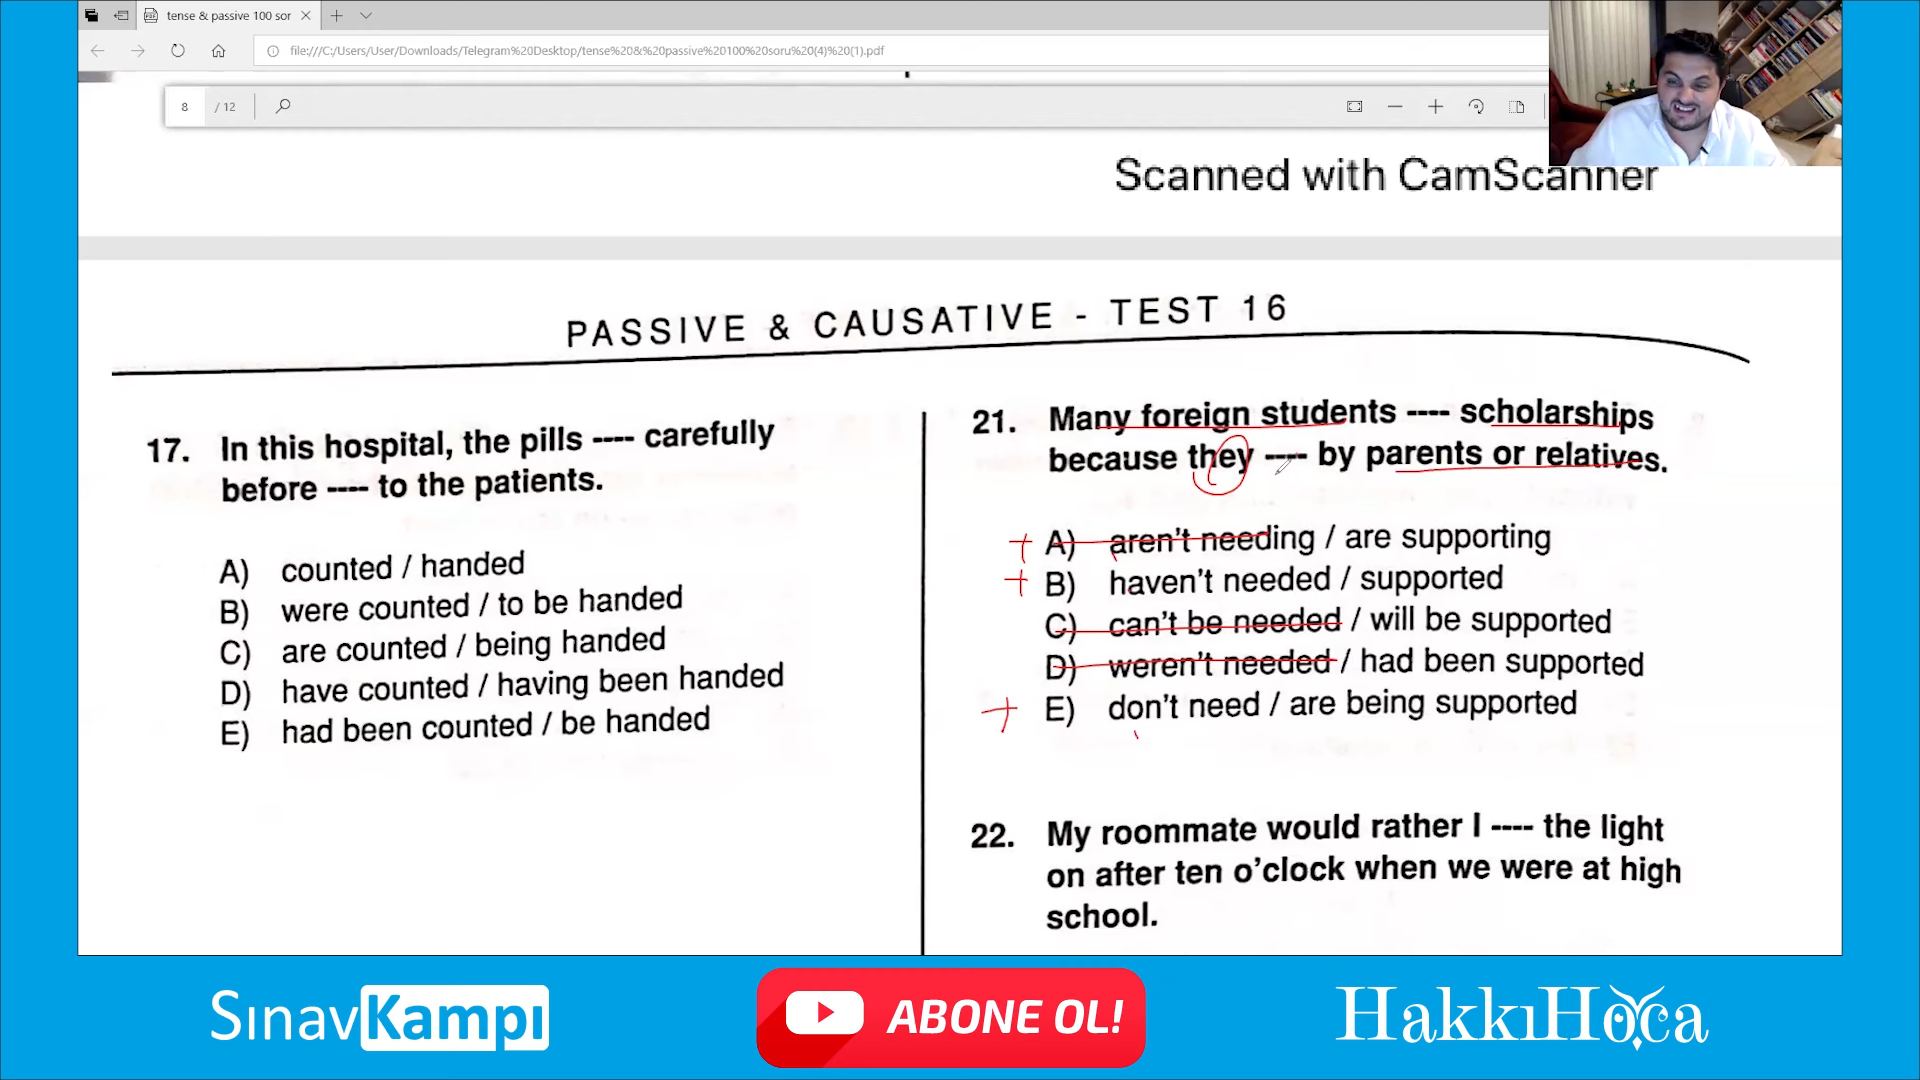 tense & passive 100 sor
file:///C:/Users/User/Downloads/Telegram%20Desktop/tense%20&%20passive%20100%20soru%20(4)%20(1).pdf
8 / 12
Scanned with CamScanner
PASSIVE & CAUSATIVE - TEST 16
17. In this hospital, the pills ---- carefully
before ---- to the patients.
A) counted / handed
B) were counted / to be handed
C) are counted / being handed
D) have counted / having been handed
E) had been counted / be handed
21. Many foreign students ---- scholarships
because they ---- by parents or relatives.
A) aren't needing / are supporting
B) haven't needed / supported
C) can't be needed / will be supported
D) weren't needed / had been supported
E) don't need / are being supported
22. My roommate would rather I ---- the light
on after ten o'clock when we were at high
school.
SınavKampı
ABONE OL!
HakkıHoca